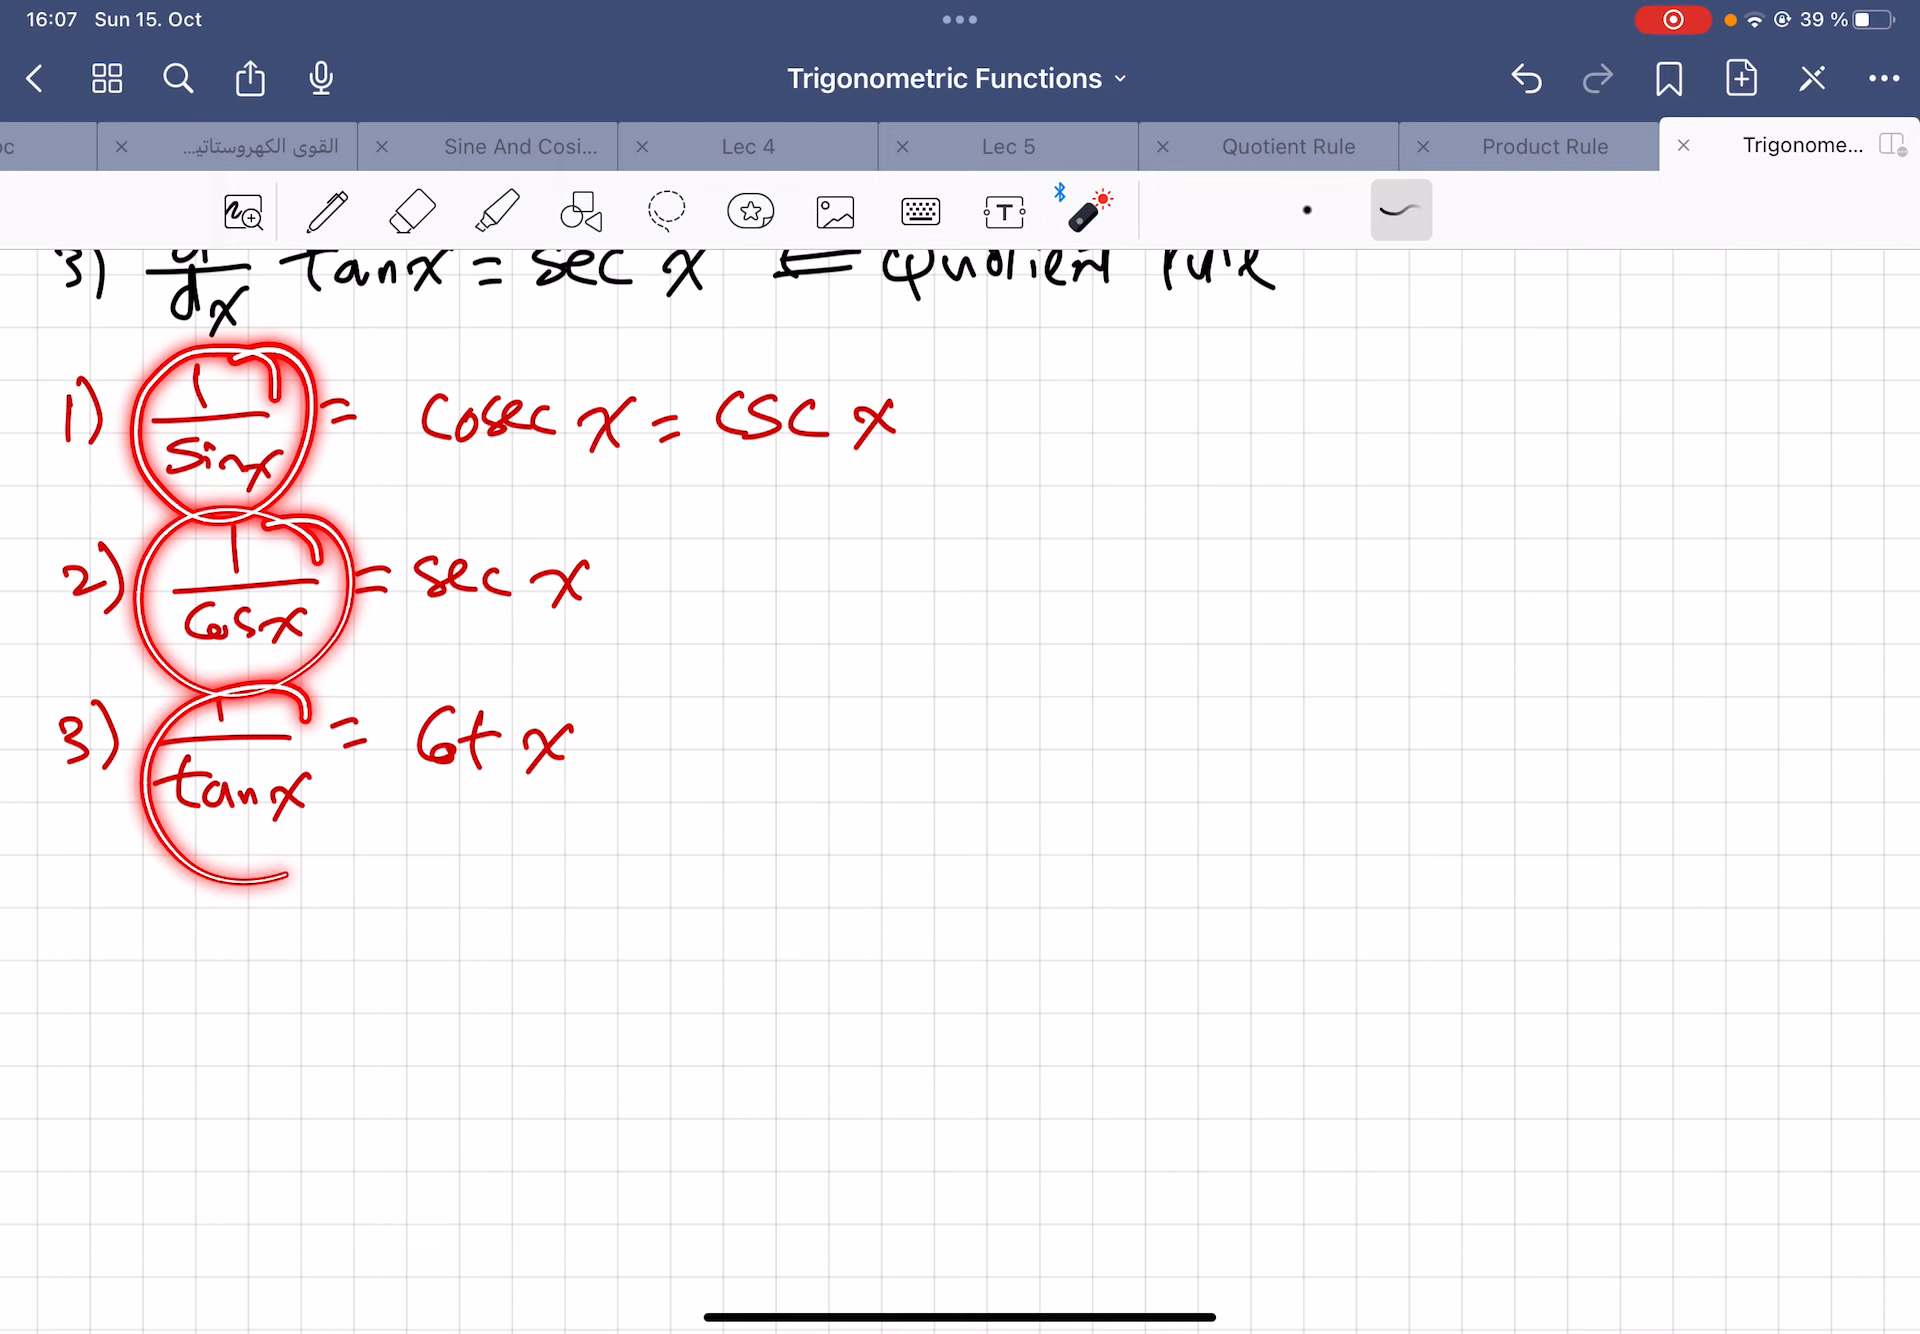 16:07 Sun 15. Oct 39 %
Trigonometric Functions
القوى الكهروستاتي... Sine And Cosi... Lec 4 Lec 5 Quotient Rule Product Rule Trigonome...
T
3) d/dx tanx = sec x ⇐ Quotient rule
1) 1/sinx = cosec x = csc x
2) 1/cosx = sec x
3) 1/tanx = cot x